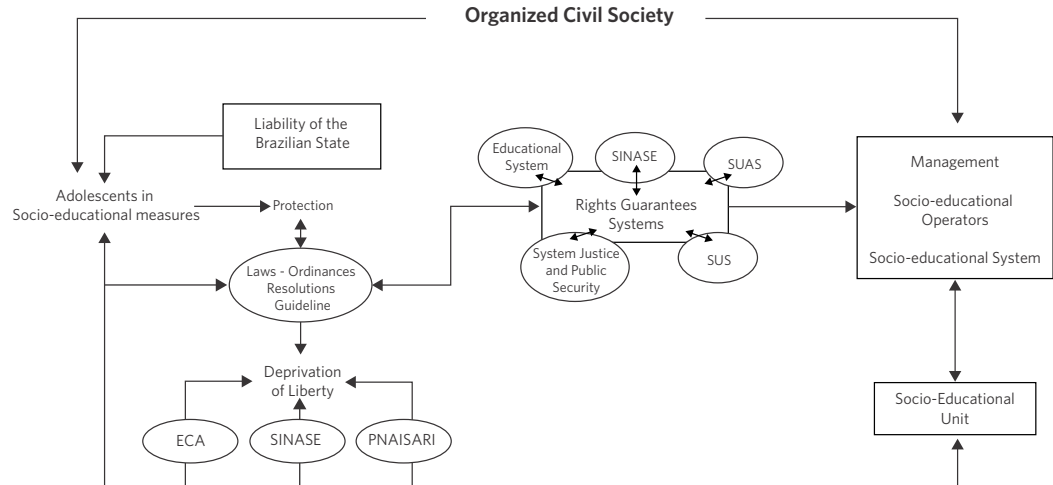 Organized Civil Society
Liability of the
Brazilian State
Adolescents in
Socio-educational measures
Protection
Laws - Ordinances
Resolutions
Guideline
Deprivation
of Liberty
ECA
SINASE
PNAISARI
Educational
System
SINASE
SUAS
Rights Guarantees
Systems
System Justice
and Public
Security
SUS
Management
Socio-educational
Operators
Socio-educational System
Socio-Educational
Unit